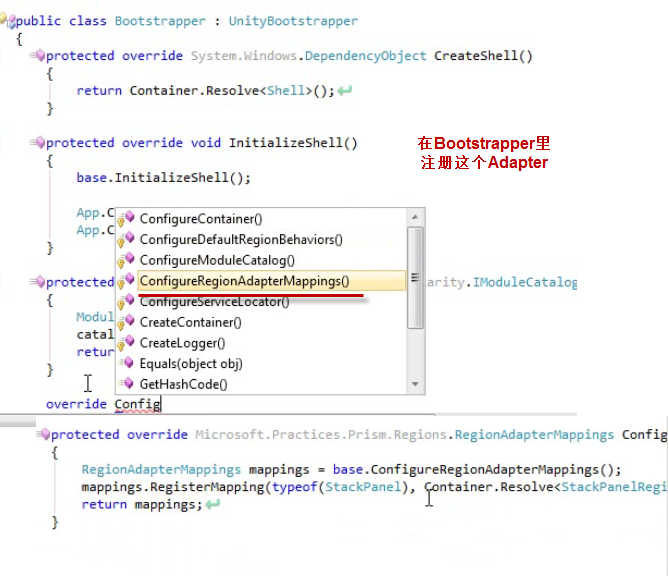 public class Bootstrapper : UnityBootstrapper
{
protected override System.Windows.DependencyObject CreateShell()
{
return Container.Resolve<Shell>();
}
protected override void InitializeShell()
在Bootstrapper里
注册这个Adapter
{
base.InitializeShell();
App.C
App.C
}
ConfigureContainer()
ConfigureDefaultRegionBehaviors()
ConfigureModuleCatalog()
ConfigureRegionAdapterMappings()
ConfigureServiceLocator()
CreateContainer()
CreateLogger()
Equals(object obj)
GetHashCode()
protected arity.IModuleCatalog
{
Modul
catal
retur
}
override Config
protected override Microsoft.Practices.Prism.Regions.RegionAdapterMappings Config
{
RegionAdapterMappings mappings = base.ConfigureRegionAdapterMappings();
mappings.RegisterMapping(typeof(StackPanel), Container.Resolve<StackPanelRegi
return mappings;
}